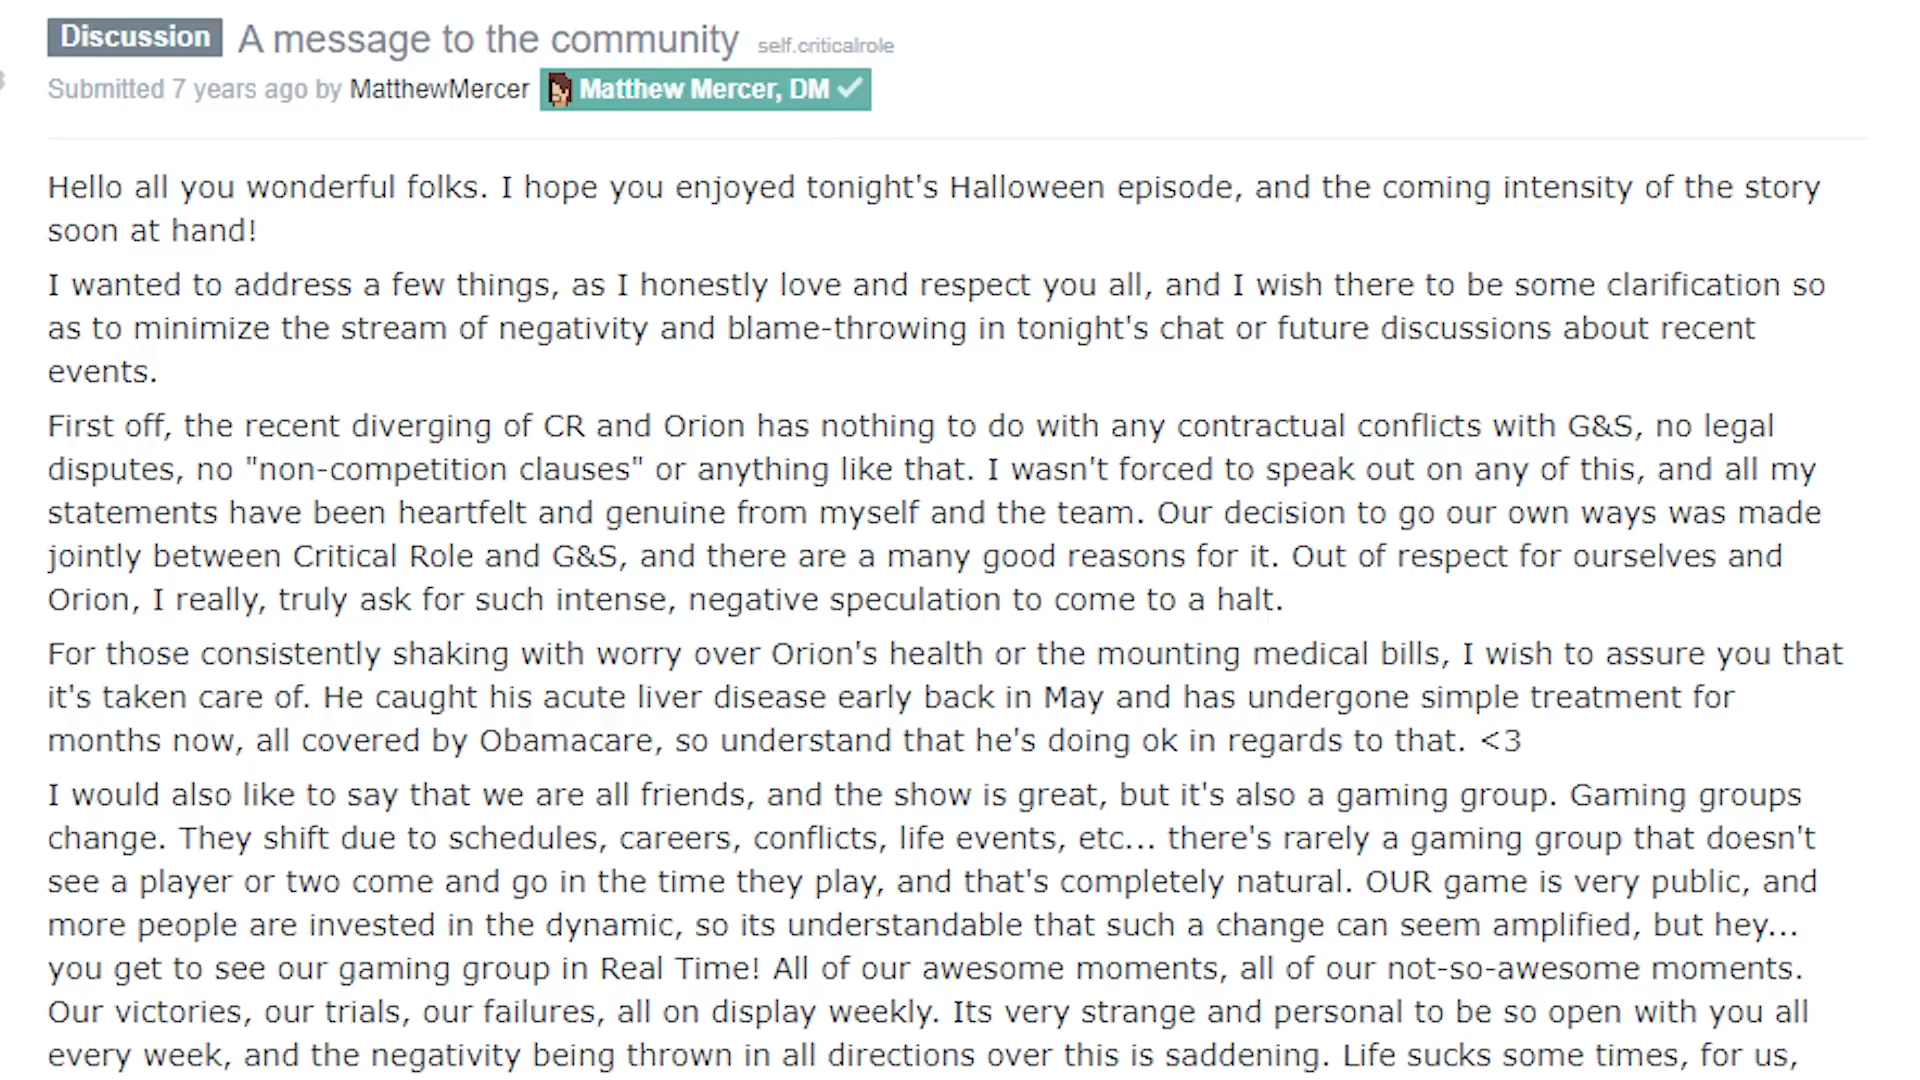 Discussion A message to the community self.criticalrole
Submitted 7 years ago by MatthewMercer Matthew Mercer, DM
Hello all you wonderful folks. I hope you enjoyed tonight's Halloween episode, and the coming intensity of the story
soon at hand!
I wanted to address a few things, as I honestly love and respect you all, and I wish there to be some clarification so
as to minimize the stream of negativity and blame-throwing in tonight's chat or future discussions about recent
events.
First off, the recent diverging of CR and Orion has nothing to do with any contractual conflicts with G&S, no legal
disputes, no "non-competition clauses" or anything like that. I wasn't forced to speak out on any of this, and all my
statements have been heartfelt and genuine from myself and the team. Our decision to go our own ways was made
jointly between Critical Role and G&S, and there are a many good reasons for it. Out of respect for ourselves and
Orion, I really, truly ask for such intense, negative speculation to come to a halt.
For those consistently shaking with worry over Orion's health or the mounting medical bills, I wish to assure you that
it's taken care of. He caught his acute liver disease early back in May and has undergone simple treatment for
months now, all covered by Obamacare, so understand that he's doing ok in regards to that. <3
I would also like to say that we are all friends, and the show is great, but it's also a gaming group. Gaming groups
change. They shift due to schedules, careers, conflicts, life events, etc... there's rarely a gaming group that doesn't
see a player or two come and go in the time they play, and that's completely natural. OUR game is very public, and
more people are invested in the dynamic, so its understandable that such a change can seem amplified, but hey...
you get to see our gaming group in Real Time! All of our awesome moments, all of our not-so-awesome moments.
Our victories, our trials, our failures, all on display weekly. Its very strange and personal to be so open with you all
every week, and the negativity being thrown in all directions over this is saddening. Life sucks some times, for us,